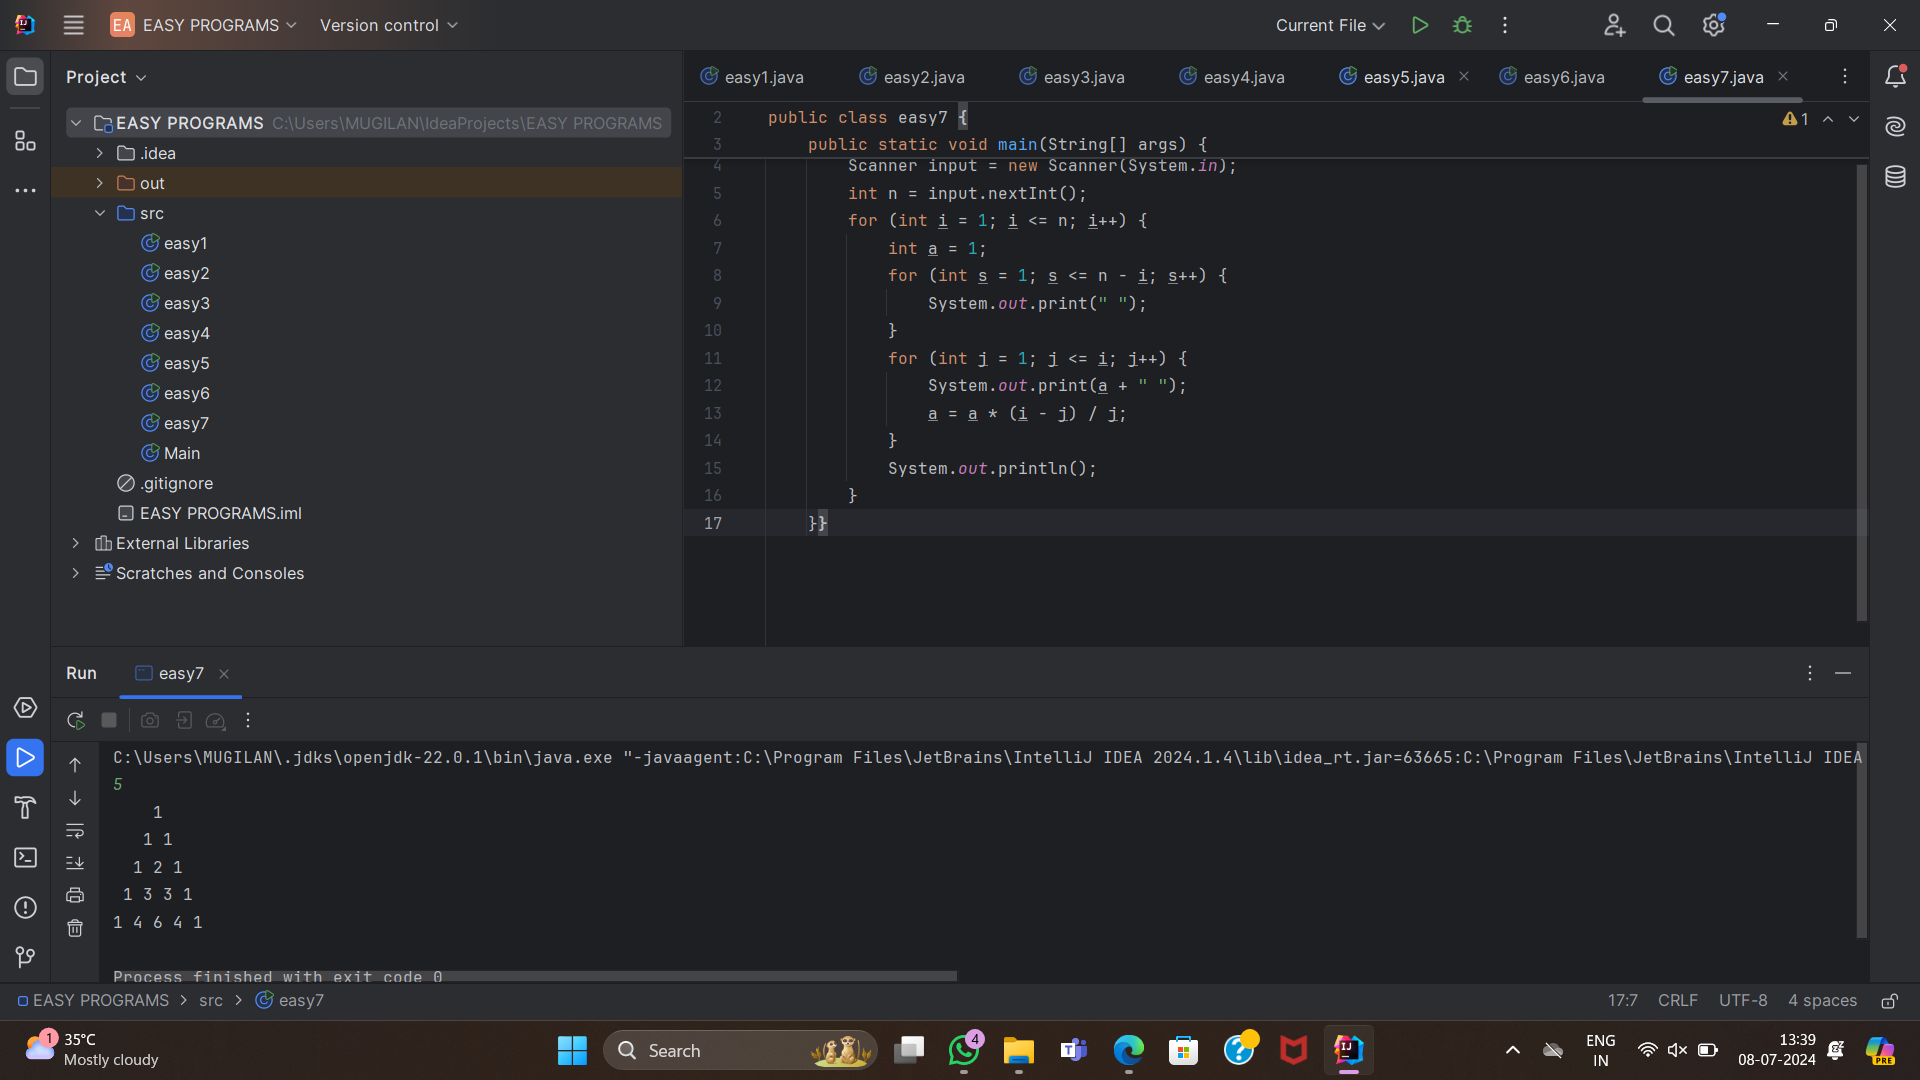 EA EASY PROGRAMS Version control Current File
Project
easy1.java easy2.java easy3.java easy4.java easy5.java easy6.java easy7.java
EASY PROGRAMS C:\Users\MUGILAN\IdeaProjects\EASY PROGRAMS
.idea
out
src
easy1
easy2
easy3
easy4
easy5
easy6
easy7
Main
.gitignore
EASY PROGRAMS.iml
External Libraries
Scratches and Consoles
1
2 public class easy7 {
3 public static void main(String[] args) {
4 Scanner input = new Scanner(System.in);
5 int n = input.nextInt();
6 for (int i = 1; i <= n; i++) {
7 int a = 1;
8 for (int s = 1; s <= n - i; s++) {
9 System.out.print(" ");
10 }
11 for (int j = 1; j <= i; j++) {
12 System.out.print(a + " ");
13 a = a * (i - j) / j;
14 }
15 System.out.println();
16 }
17 }}
Run easy7
C:\Users\MUGILAN\.jdks\openjdk-22.0.1\bin\java.exe "-javaagent:C:\Program Files\JetBrains\IntelliJ IDEA 2024.1.4\lib\idea_rt.jar=63665:C:\Program Files\JetBrains\IntelliJ IDEA
5
1
1 1
1 2 1
1 3 3 1
1 4 6 4 1
Process finished with exit code 0
EASY PROGRAMS > src > easy7 17:7 CRLF UTF-8 4 spaces
1
35°C
Mostly cloudy
Search
4
ENG
IN
13:39
08-07-2024
PRE